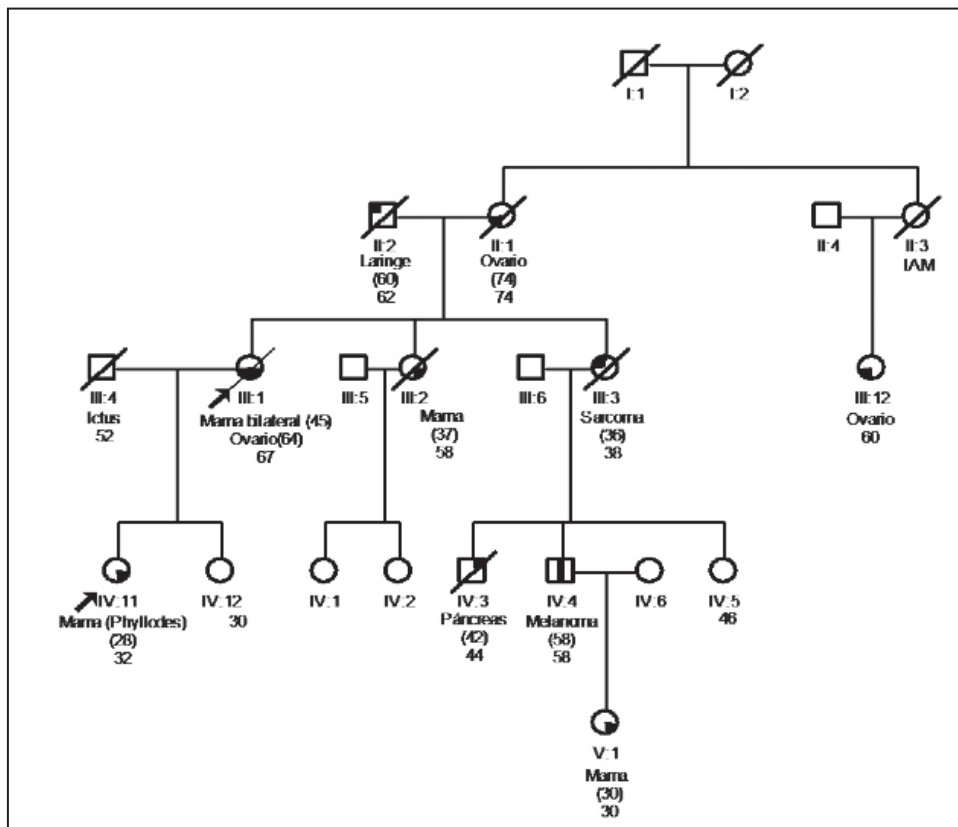 I:1 I:2
II:2 II:1 II:4 II:3
Laringe Ovario IAM
(60) (74)
62 74
III:4 III:1 III:5 III:2 III:6 III:3 III:12
Ictus Mama bilateral (45) Mama Sarcoma Ovario
52 Ovario(64) (37) (36) 60
67 58 38
IV:11 IV:12 IV:1 IV:2 IV:3 IV:4 IV:6 IV:5
Mama (Phyllodes) 30 Páncreas Melanoma 46
(28) (42) (58)
32 44 58
V:1
Mama
(30)
30